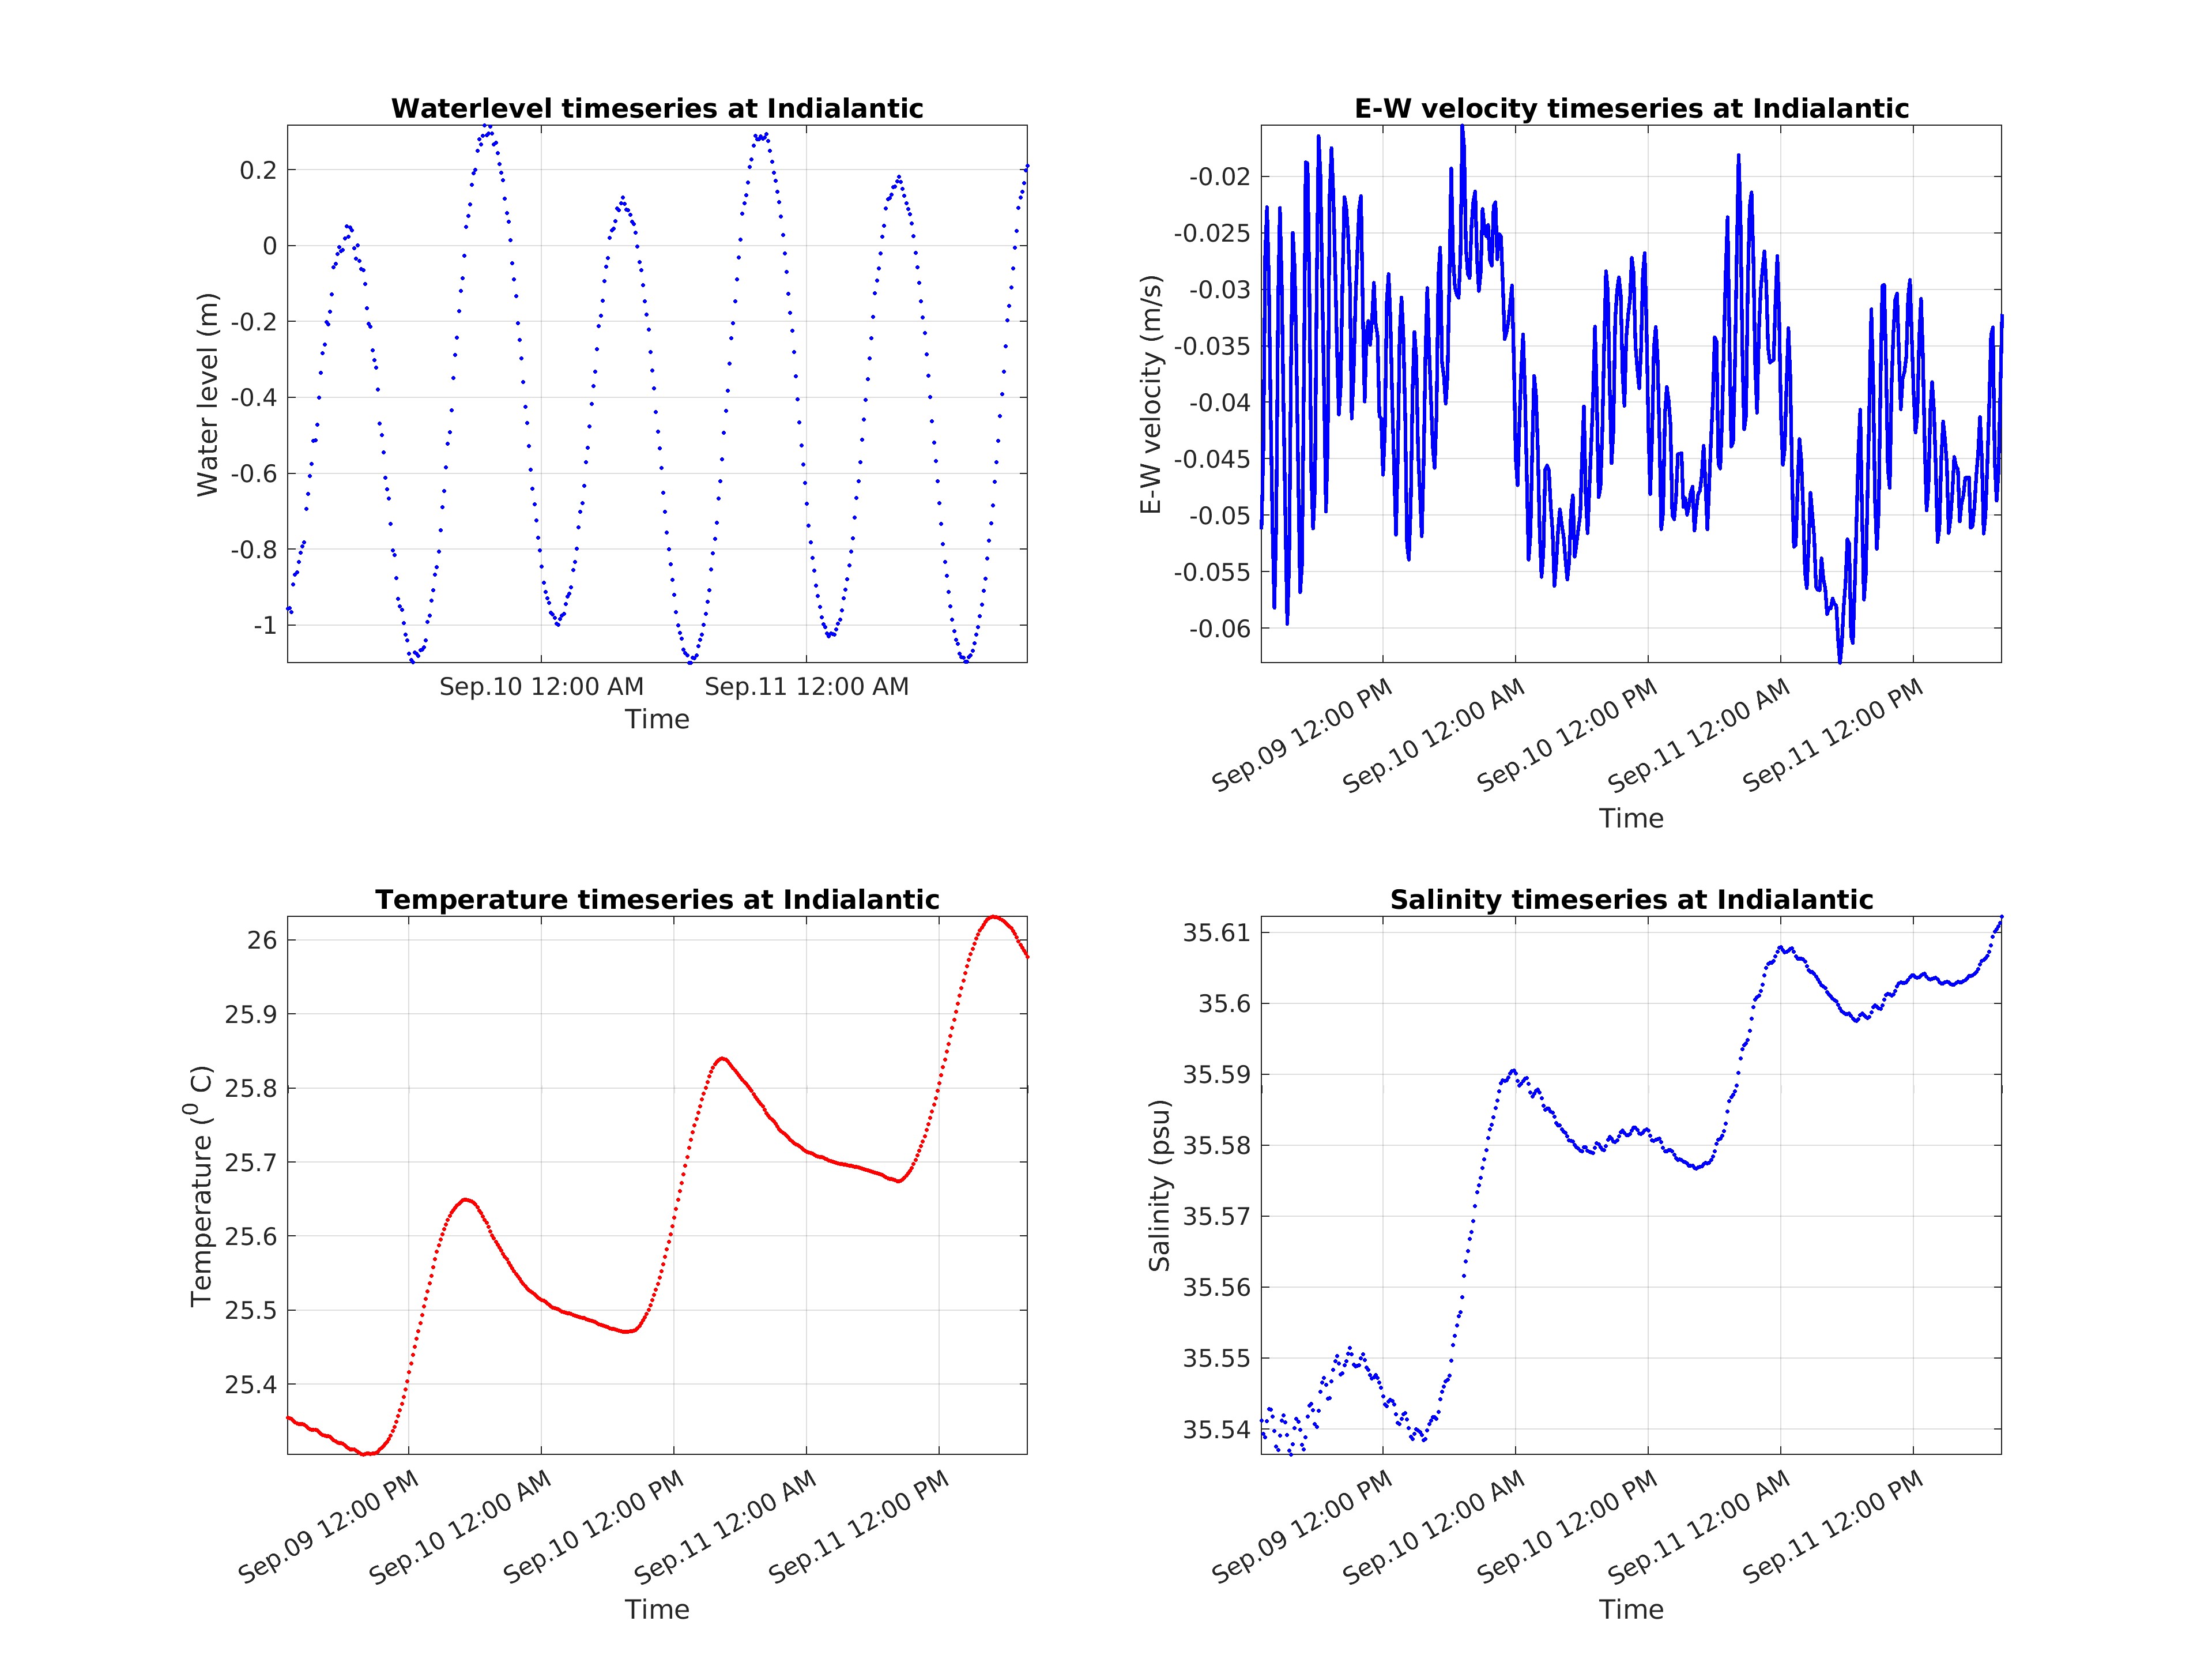 Waterlevel timeseries at Indialantic
0.2
0
-0.2
-0.4
-0.6
-0.8
-1
Water level (m)
Sep.10 12:00 AM
Sep.11 12:00 AM
Time
E-W velocity timeseries at Indialantic
-0.02
-0.025
-0.03
-0.035
-0.04
-0.045
-0.05
-0.055
-0.06
E-W velocity (m/s)
Sep.09 12:00 PM
Sep.10 12:00 AM
Sep.10 12:00 PM
Sep.11 12:00 AM
Sep.11 12:00 PM
Time
Temperature timeseries at Indialantic
26
25.9
25.8
25.7
25.6
25.5
25.4
Temperature (⁰ C)
Sep.09 12:00 PM
Sep.10 12:00 AM
Sep.10 12:00 PM
Sep.11 12:00 AM
Sep.11 12:00 PM
Time
Salinity timeseries at Indialantic
35.61
35.6
35.59
35.58
35.57
35.56
35.55
35.54
Salinity (psu)
Sep.09 12:00 PM
Sep.10 12:00 AM
Sep.10 12:00 PM
Sep.11 12:00 AM
Sep.11 12:00 PM
Time